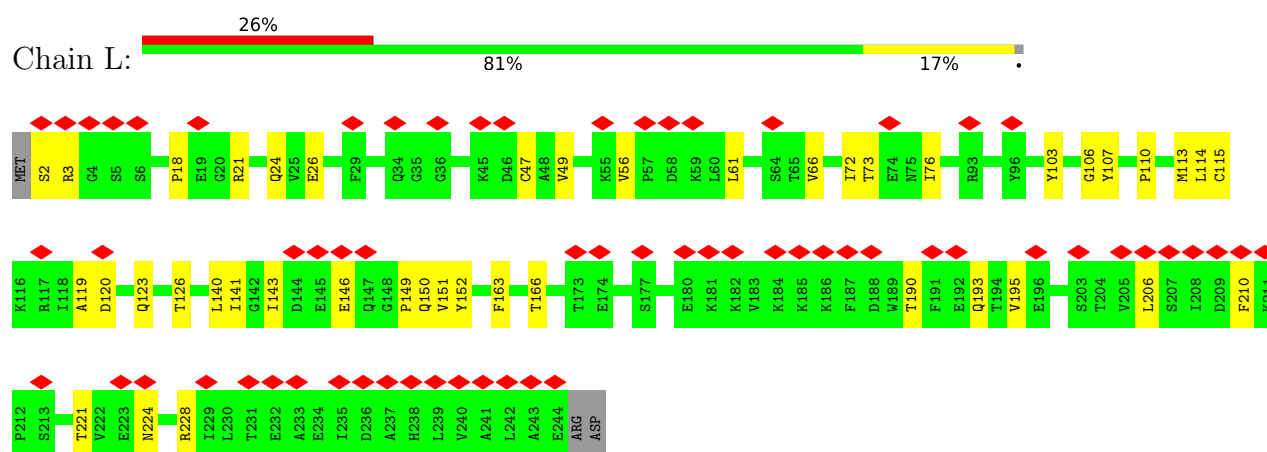 26%
Chain L:
81% 17% •
MET S2 R3 G4 S5 S6 P18 E19 G20 R21 Q24 V25 E26 F29 Q34 G35 G36 K45 D46 C47 A48 V49 K55 V56 P57 D58 K59 L60 L61 S64 T65 V66 I72 T73 E74 N75 I76 R93 Y96 Y103 G106 Y107 P110 M113 L114 C115
K116 R117 I118 A119 D120 Q123 T126 L140 I141 G142 I143 D144 E145 E146 Q147 G148 P149 Q150 V151 Y152 F163 T166 T173 E174 S177 E180 K181 K182 V183 K184 K185 K186 F187 D188 W189 T190 F191 E192 Q193 T194 V195 E196 S203 T204 V205 L206 S207 I208 D209 F210 K211
P212 S213 T221 V222 E223 N224 R228 I229 L230 T231 E232 A233 E234 I235 D236 A237 H238 L239 V240 A241 L242 A243 E244 ARG ASP